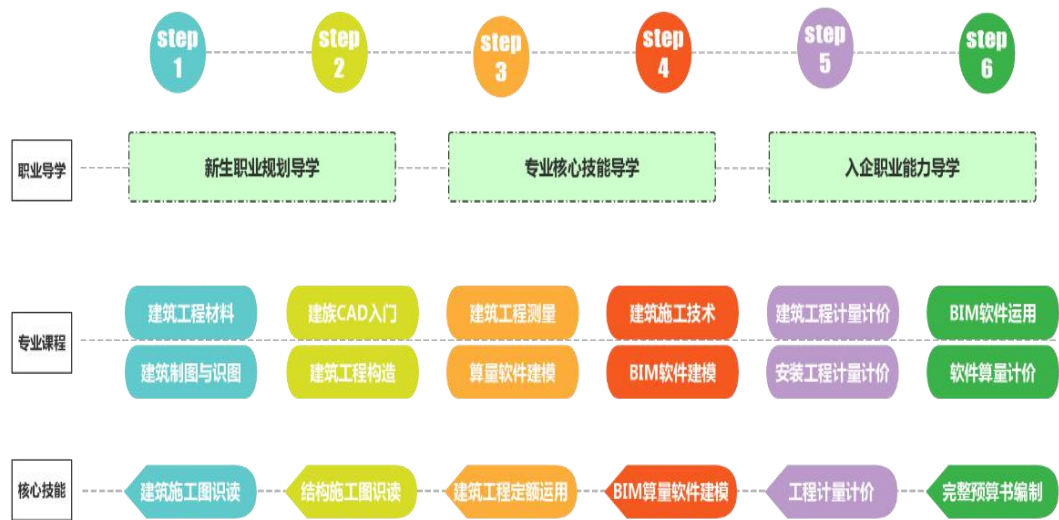 step 1
step 2
step 3
step 4
step 5
step 6
职业导学
新生职业规划导学
专业核心技能导学
入企职业能力导学
专业课程
建筑工程材料
建族CAD入门
建筑工程测量
建筑施工技术
建筑工程计量计价
BIM软件运用
建筑制图与识图
建筑工程构造
算量软件建模
BIM软件建模
安装工程计量计价
软件算量计价
核心技能
建筑施工图识读
结构施工图识读
建筑工程定额运用
BIM算量软件建模
工程计量计价
完整预算书编制